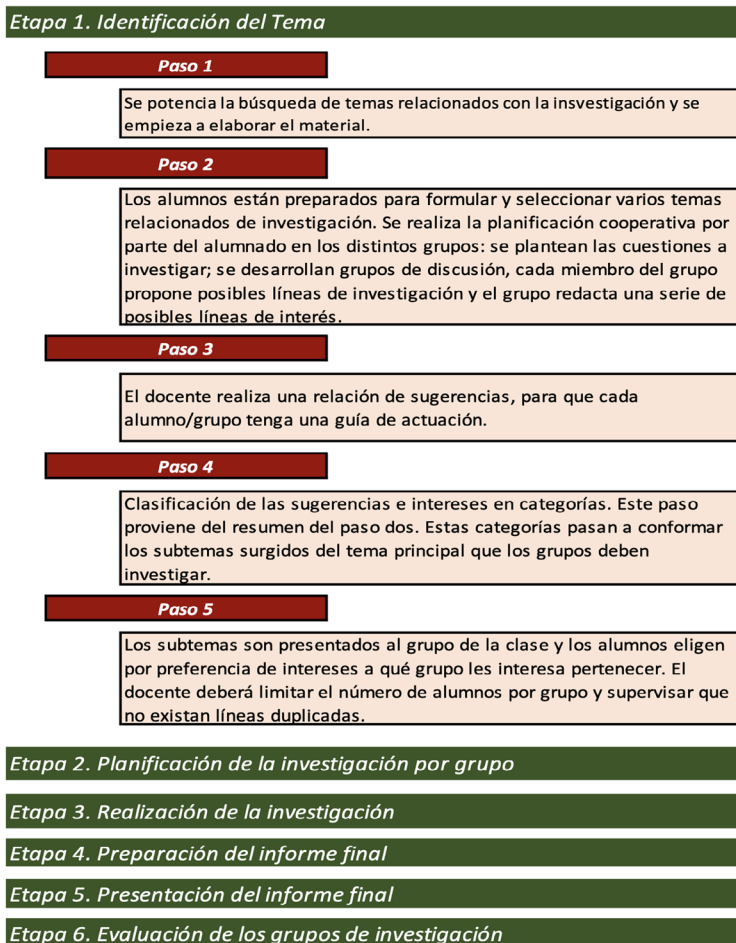 Etapa 1. Identificación del Tema
Paso 1
Se potencia la búsqueda de temas relacionados con la insvestigación y se
empieza a elaborar el material.
Paso 2
Los alumnos están preparados para formular y seleccionar varios temas
relacionados de investigación. Se realiza la planificación cooperativa por
parte del alumnado en los distintos grupos: se plantean las cuestiones a
investigar; se desarrollan grupos de discusión, cada miembro del grupo
propone posibles líneas de investigación y el grupo redacta una serie de
posibles líneas de interés.
Paso 3
El docente realiza una relación de sugerencias, para que cada
alumno/grupo tenga una guía de actuación.
Paso 4
Clasificación de las sugerencias e intereses en categorías. Este paso
proviene del resumen del paso dos. Estas categorías pasan a conformar
los subtemas surgidos del tema principal que los grupos deben
investigar.
Paso 5
Los subtemas son presentados al grupo de la clase y los alumnos eligen
por preferencia de intereses a qué grupo les interesa pertenecer. El
docente deberá limitar el número de alumnos por grupo y supervisar que
no existan líneas duplicadas.
Etapa 2. Planificación de la investigación por grupo
Etapa 3. Realización de la investigación
Etapa 4. Preparación del informe final
Etapa 5. Presentación del informe final
Etapa 6. Evaluación de los grupos de investigación